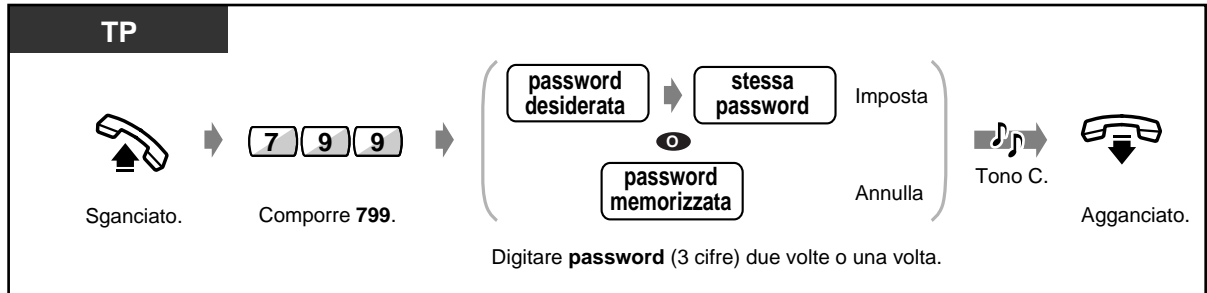 TP
password
desiderata
stessa
password
Imposta
7 9 9
o
password
memorizzata
Annulla
Tono C.
Sganciato.
Comporre 799.
Agganciato.
Digitare password (3 cifre) due volte o una volta.